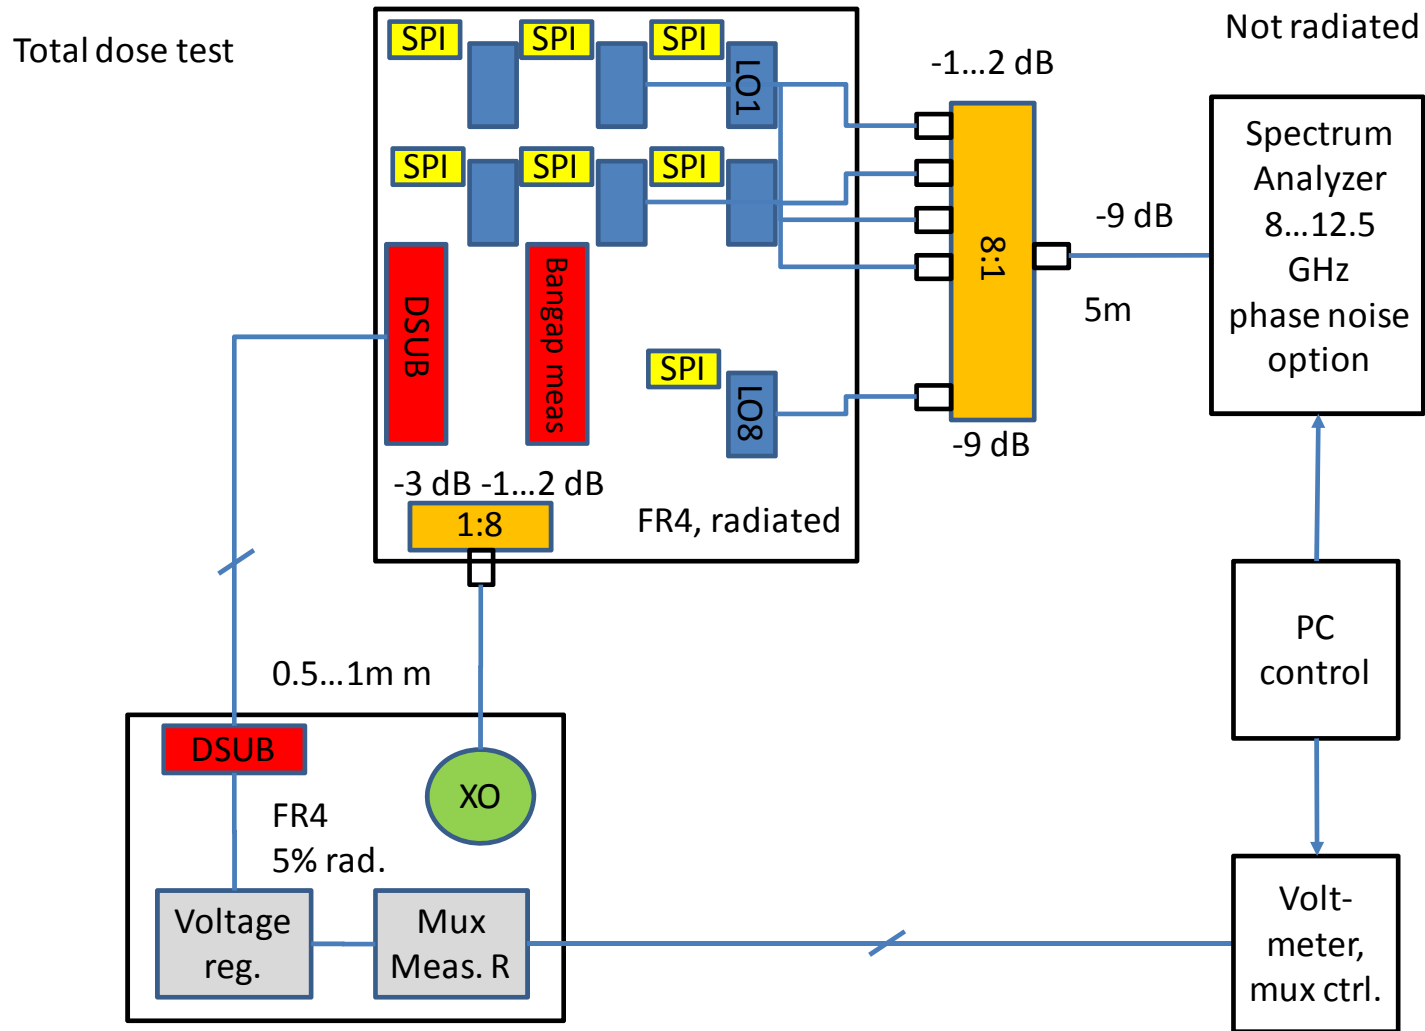 Total dose test
Not radiated
SPI
SPI
SPI
LO1
-1...2 dB
SPI
SPI
SPI
8:1
-9 dB
5m
Spectrum
Analyzer
8...12.5
GHz
phase noise
option
DSUB
Bangap meas
SPI
LO8
-9 dB
-3 dB -1...2 dB
1:8
FR4, radiated
PC
control
0.5...1m m
DSUB
XO
FR4
5% rad.
Voltage
reg.
Mux
Meas. R
Volt-
meter,
mux ctrl.